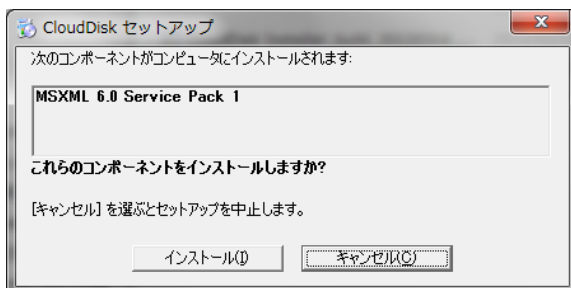 CloudDisk セットアップ
次のコンポーネントがコンピュータにインストールされます:
MSXML 6.0 Service Pack 1
これらのコンポーネントをインストールしますか?
[キャンセル] を選ぶとセットアップを中止します。
インストール(I)
キャンセル(C)